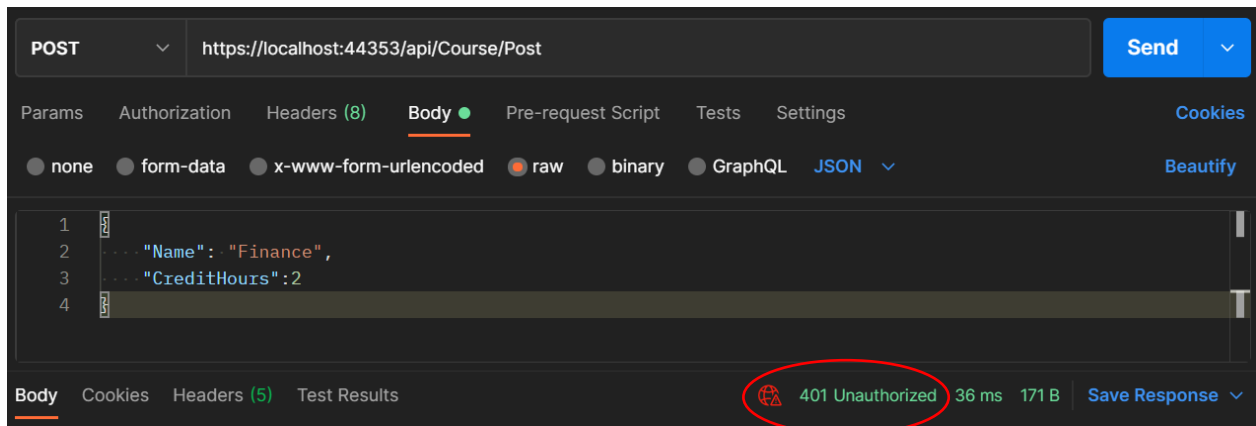 POST https://localhost:44353/api/Course/Post Send
Params Authorization Headers (8) Body Pre-request Script Tests Settings Cookies
none form-data x-www-form-urlencoded raw binary GraphQL JSON Beautify
1 {
2 "Name": "Finance",
3 "CreditHours":2
4 }
Body Cookies Headers (5) Test Results 401 Unauthorized 36 ms 171 B Save Response